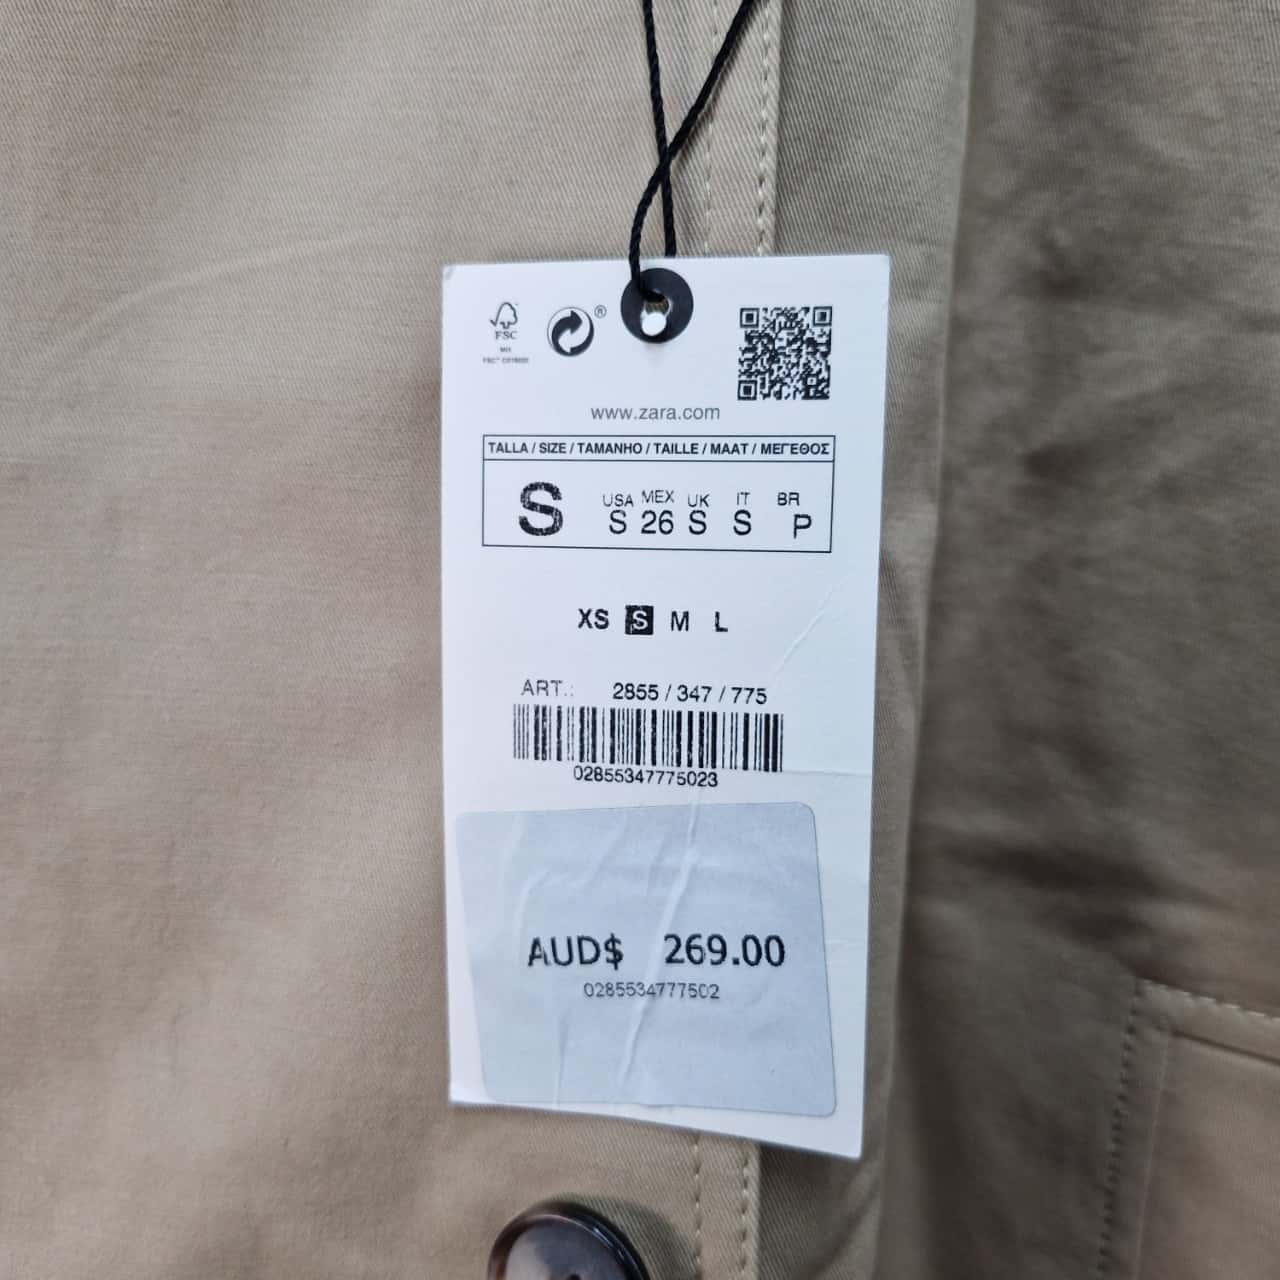 FSC
®
www.zara.com
TALLA / SIZE / TAMANHO / TAILLE / MAAT / ΜΕΓΕΘΟΣ
S USA MEX UK IT BR
S 26 S S P
XS S M L
ART.: 2855 / 347 / 775
02855347775023
AUD$ 269.00
0285534777502